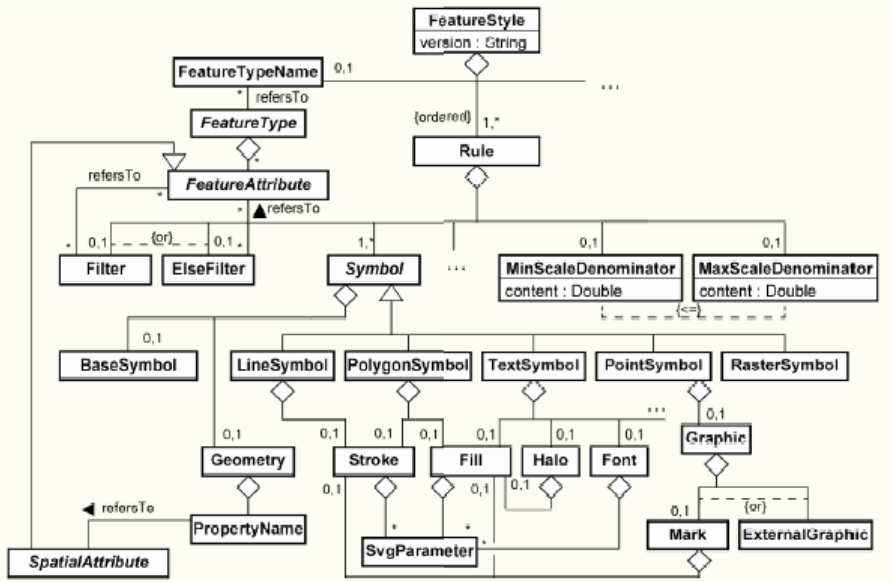 FeatureStyle
version : String
FeatureTypeName
0,1
...
*
refersTo
FeatureType
{ordered}
1,*
Rule
*
refersTo
FeatureAttribute
*
*
refersTo
*
0,1
{or}
0,1
*
1,*
0,1
0,1
Filter
ElseFilter
Symbol
...
MinScaleDenominator
content : Double
MaxScaleDenominator
content : Double
{<=}
0,1
BaseSymbol
LineSymbol
PolygonSymbol
TextSymbol
PointSymbol
RasterSymbol
...
0,1
0,1
0,1
0,1
0,1
0,1
0,1
0,1
Geometry
Stroke
Fill
Halo
Font
Graphic
0,1
0,1
0,1
refersTo
PropertyName
*
*
*
SvgParameter
0,1
{or}
Mark
ExternalGraphic
SpatialAttribute